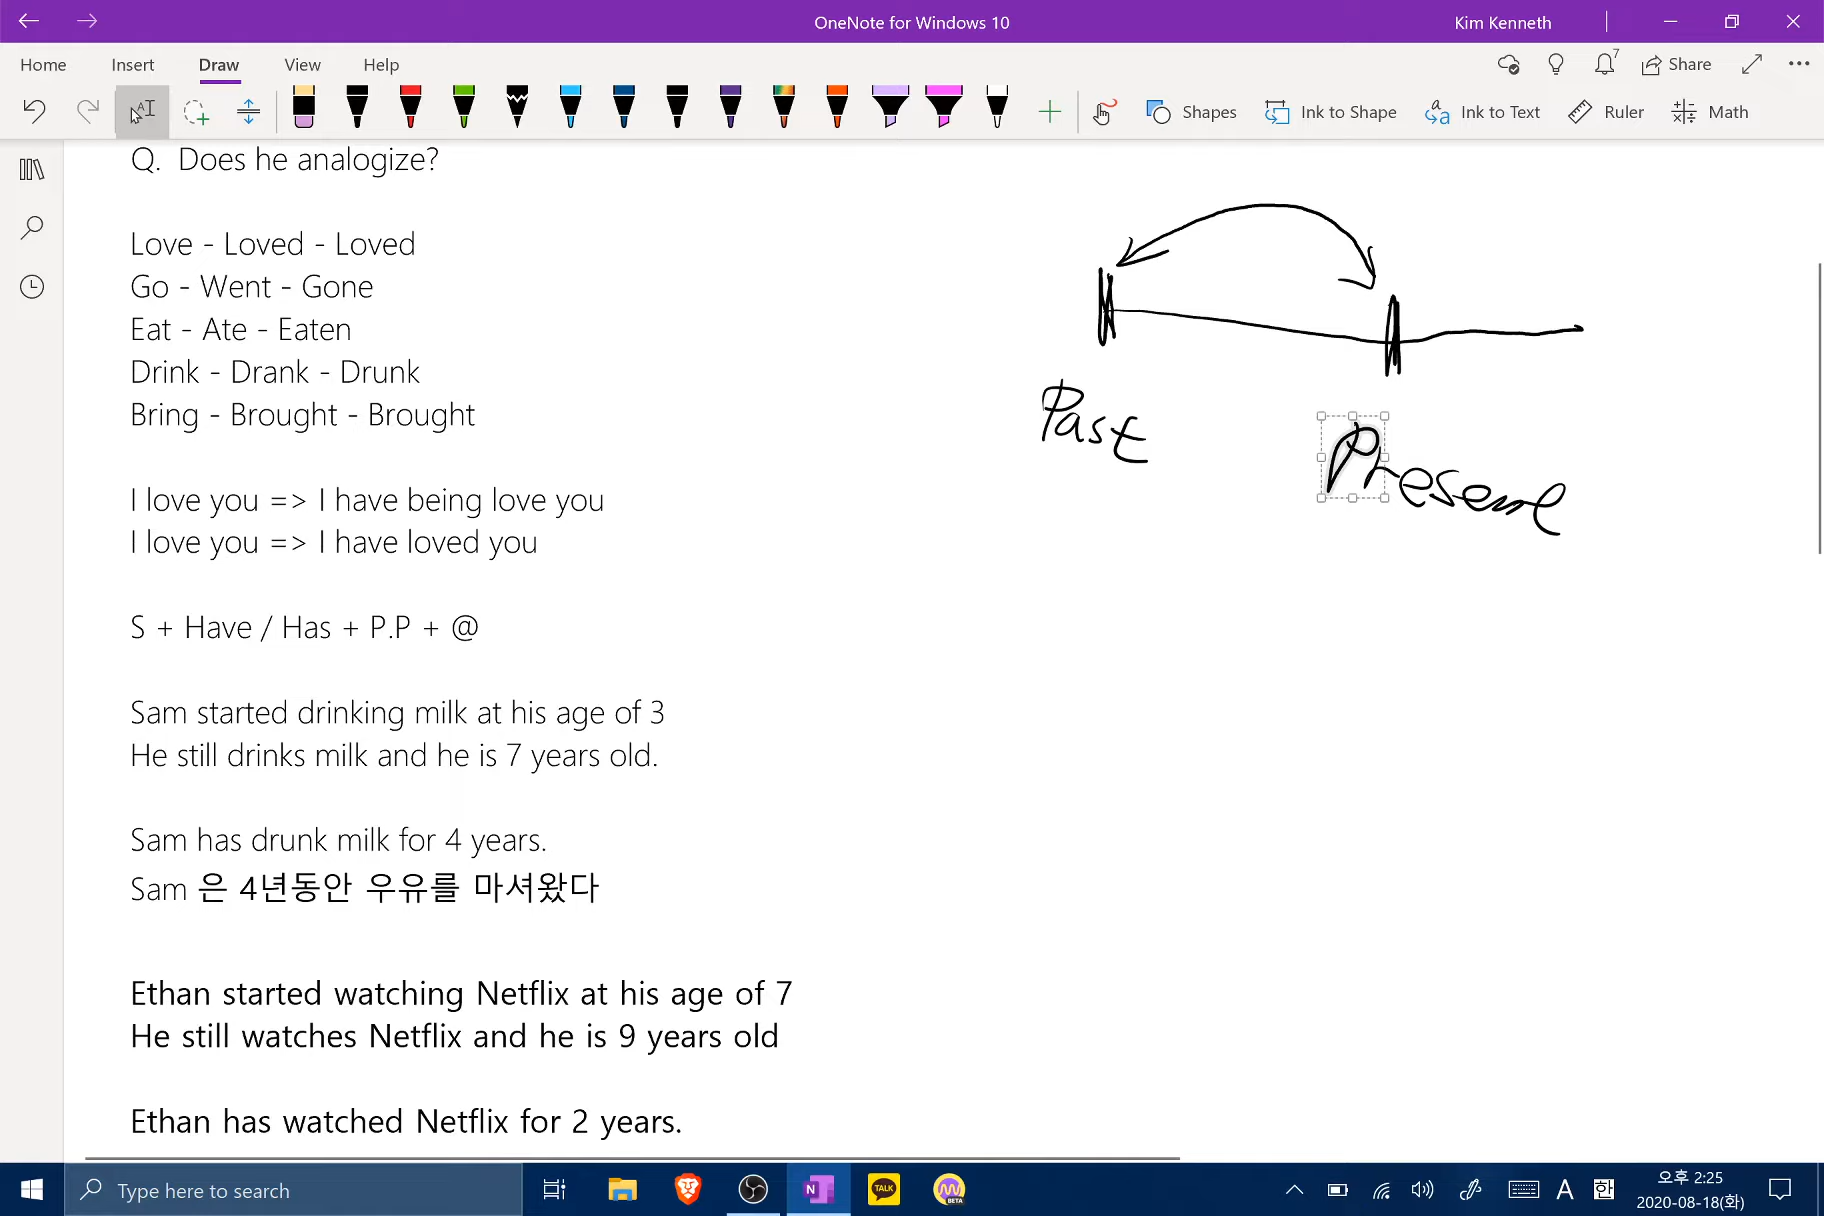 OneNote for Windows 10
Kim Kenneth
Home Insert Draw View Help
7
Share
Shapes
Ink to Shape
Ink to Text
Ruler
Math
Q. Does he analogize?
Love - Loved - Loved
Go - Went - Gone
Eat - Ate - Eaten
Drink - Drank - Drunk
Bring - Brought - Brought
I love you => I have being love you
I love you => I have loved you
S + Have / Has + P.P + @
Sam started drinking milk at his age of 3
He still drinks milk and he is 7 years old.
Sam has drunk milk for 4 years.
Sam 은 4년동안 우유를 마셔왔다
Ethan started watching Netflix at his age of 7
He still watches Netflix and he is 9 years old
Ethan has watched Netflix for 2 years.
Past
Present
Type here to search
N
TALK
BETA
A 한
오후 2:25
2020-08-18(화)